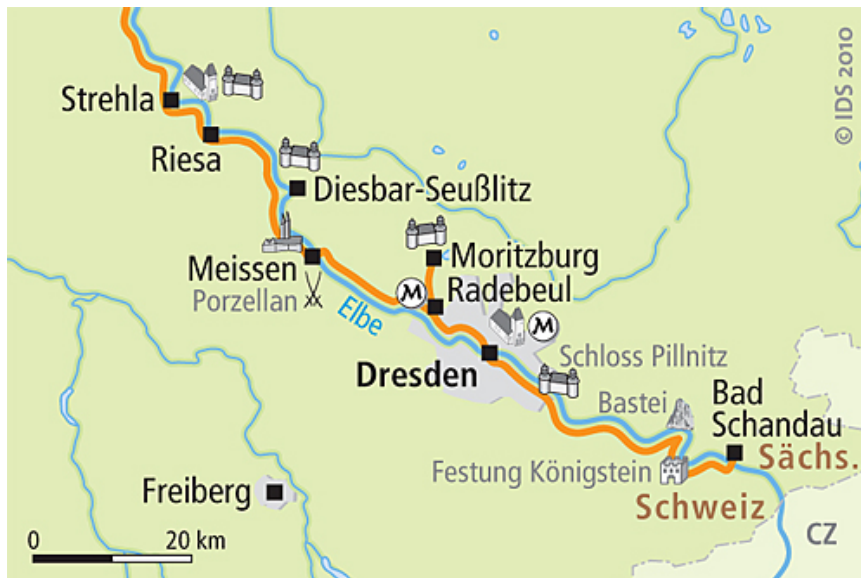 © IDS 2010
Strehla
Riesa
Diesbar-Seußlitz
Moritzburg
Meissen
Porzellan
M
Radebeul
Elbe
M
Dresden
Schloss Pillnitz
Bastei
Bad
Schandau
Sächs.
Festung Königstein
Schweiz
Freiberg
CZ
0 20 km